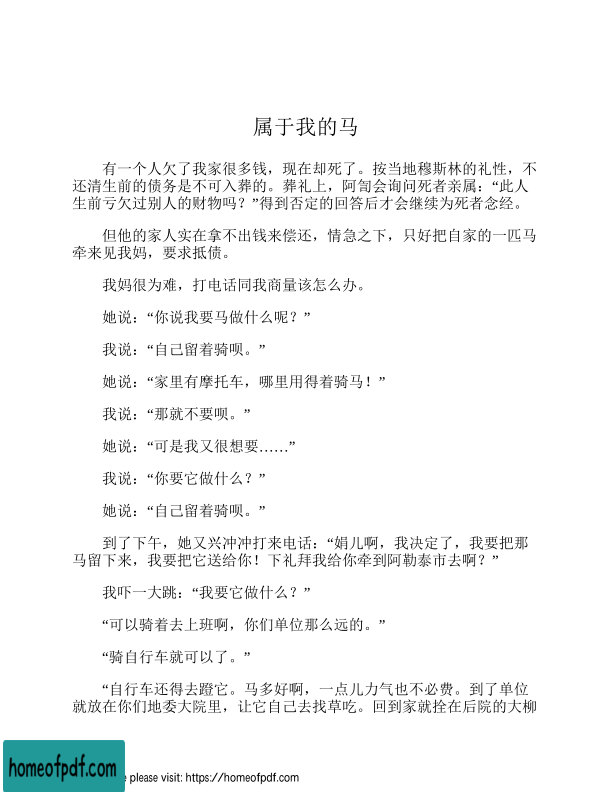 属于我的马
有一个人欠了我家很多钱，现在却死了。按当地穆斯林的礼性，不
还清生前的债务是不可入葬的。葬礼上，阿訇会询问死者亲属：“此人
生前亏欠过别人的财物吗？”得到否定的回答后才会继续为死者念经。
但他的家人实在拿不出钱来偿还，情急之下，只好把自家的一匹马
牵来见我妈，要求抵债。
我妈很为难，打电话同我商量该怎么办。
她说：“你说我要马做什么呢？”
我说：“自己留着骑呗。”
她说：“家里有摩托车，哪里用得着骑马！”
我说：“那就不要呗。”
她说：“可是我又很想要……”
我说：“你要它做什么？”
她说：“自己留着骑呗。”
到了下午，她又兴冲冲打来电话：“娟儿啊，我决定了，我要把那
马留下来，我要把它送给你！下礼拜我给你牵到阿勒泰市去啊？”
我吓一大跳：“我要它做什么？”
“可以骑着去上班啊，你们单位那么远的。”
“骑自行车就可以了。”
“自行车还得去蹬它。马多好啊，一点儿力气也不必费。到了单位
就放在你们地委大院里，让它自己去找草吃。回到家就拴在后院的大柳
homeofpdf.com
e please visit: https://homeofpdf.com